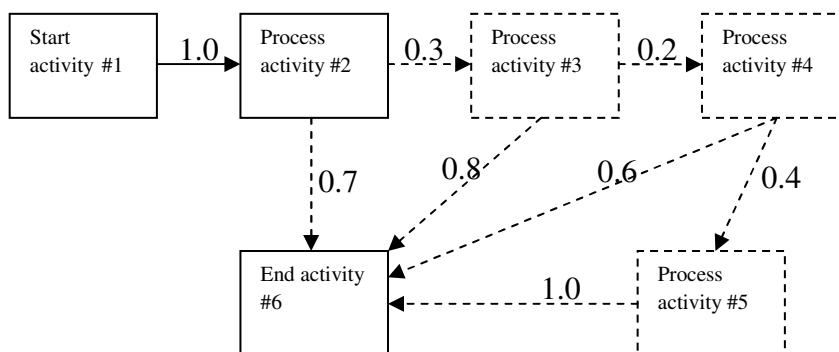 Start
activity #1
1.0
Process
activity #2
0.3
Process
activity #3
0.2
Process
activity #4
0.7
0.8
0.6
0.4
End activity
#6
1.0
Process
activity #5